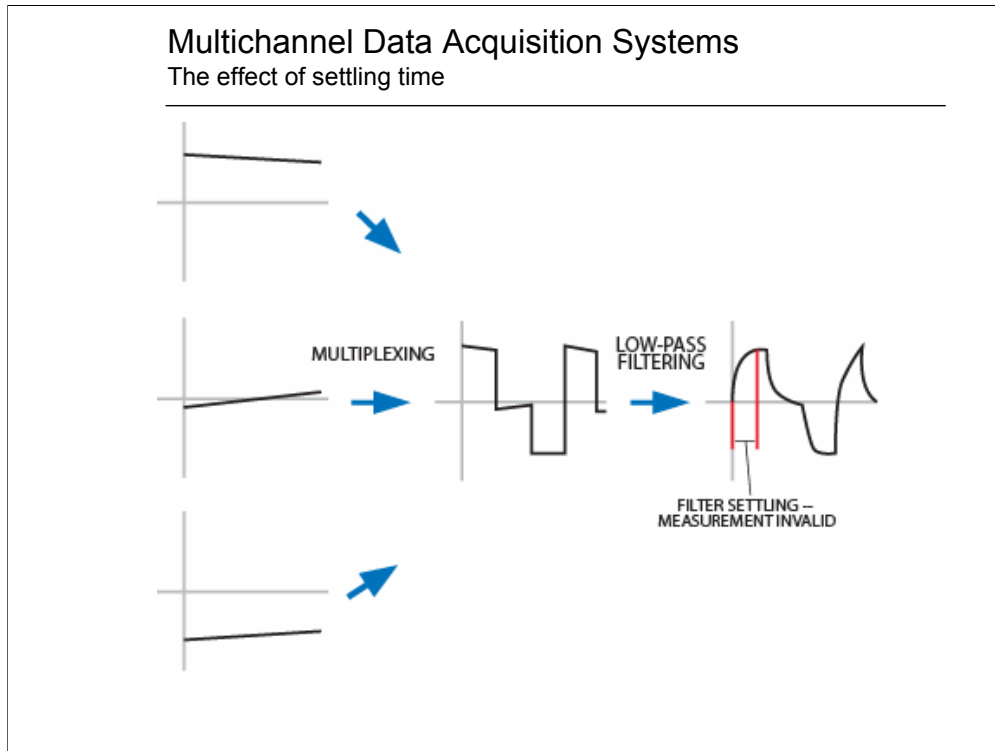 Multichannel Data Acquisition Systems
The effect of settling time
MULTIPLEXING
LOW-PASS
FILTERING
FILTER SETTLING –
MEASUREMENT INVALID